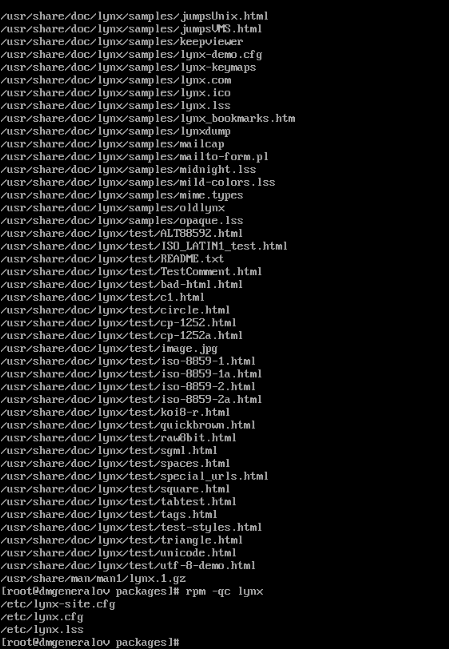 /usr/share/doc/lynx/samples/jumpsUnix.html
/usr/share/doc/lynx/samples/jumpsVMS.html
/usr/share/doc/lynx/samples/keepviewer
/usr/share/doc/lynx/samples/lynx-demo.cfg
/usr/share/doc/lynx/samples/lynx-keymaps
/usr/share/doc/lynx/samples/lynx.com
/usr/share/doc/lynx/samples/lynx.ico
/usr/share/doc/lynx/samples/lynx.lss
/usr/share/doc/lynx/samples/lynx_bookmarks.htm
/usr/share/doc/lynx/samples/lynxdump
/usr/share/doc/lynx/samples/mailcap
/usr/share/doc/lynx/samples/mailto-form.pl
/usr/share/doc/lynx/samples/midnight.lss
/usr/share/doc/lynx/samples/mild-colors.lss
/usr/share/doc/lynx/samples/mime.types
/usr/share/doc/lynx/samples/oldlynx
/usr/share/doc/lynx/samples/opaque.lss
/usr/share/doc/lynx/test/ALT88592.html
/usr/share/doc/lynx/test/ISO_LATIN1_test.html
/usr/share/doc/lynx/test/README.txt
/usr/share/doc/lynx/test/TestComment.html
/usr/share/doc/lynx/test/bad-html.html
/usr/share/doc/lynx/test/c1.html
/usr/share/doc/lynx/test/circle.html
/usr/share/doc/lynx/test/cp-1252.html
/usr/share/doc/lynx/test/cp-1252a.html
/usr/share/doc/lynx/test/image.jpg
/usr/share/doc/lynx/test/iso-8859-1.html
/usr/share/doc/lynx/test/iso-8859-1a.html
/usr/share/doc/lynx/test/iso-8859-2.html
/usr/share/doc/lynx/test/iso-8859-2a.html
/usr/share/doc/lynx/test/koi8-r.html
/usr/share/doc/lynx/test/quickbrown.html
/usr/share/doc/lynx/test/raw8bit.html
/usr/share/doc/lynx/test/sgml.html
/usr/share/doc/lynx/test/spaces.html
/usr/share/doc/lynx/test/special_urls.html
/usr/share/doc/lynx/test/square.html
/usr/share/doc/lynx/test/tabtest.html
/usr/share/doc/lynx/test/tags.html
/usr/share/doc/lynx/test/test-styles.html
/usr/share/doc/lynx/test/triangle.html
/usr/share/doc/lynx/test/unicode.html
/usr/share/doc/lynx/test/utf-8-demo.html
/usr/share/man/man1/lynx.1.gz
[root@dmgeneralov packages]# rpm -qc lynx
/etc/lynx-site.cfg
/etc/lynx.cfg
/etc/lynx.lss
[root@dmgeneralov packages]#